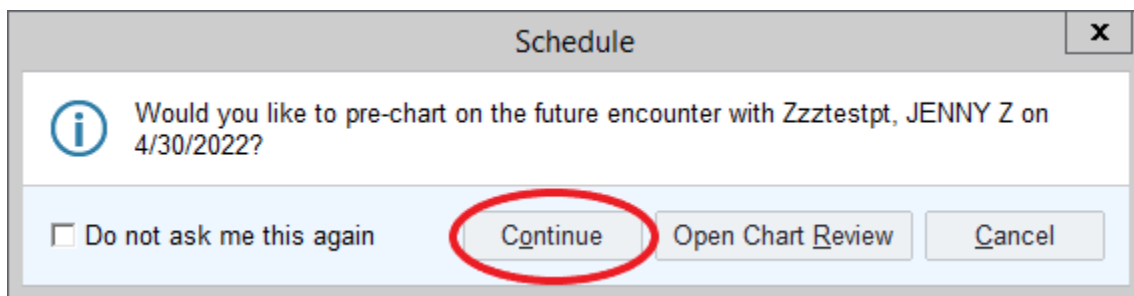 Schedule
x
Would you like to pre-chart on the future encounter with Zzztestpt, JENNY Z on
4/30/2022?
Do not ask me this again
Continue
Open Chart Review
Cancel